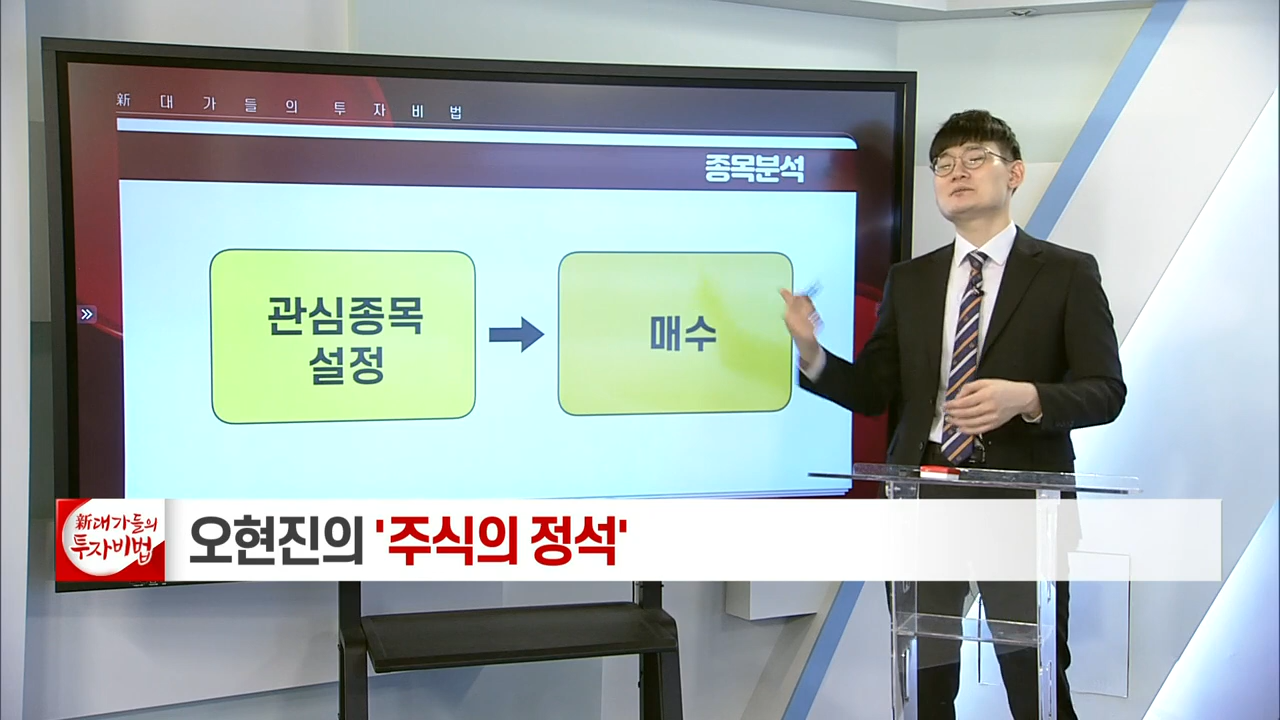 新 대 가 들 의 투 자 비 법
종목분석
관심종목
설정
매수
新대가들의
투자비법
오현진의 '주식의 정석'